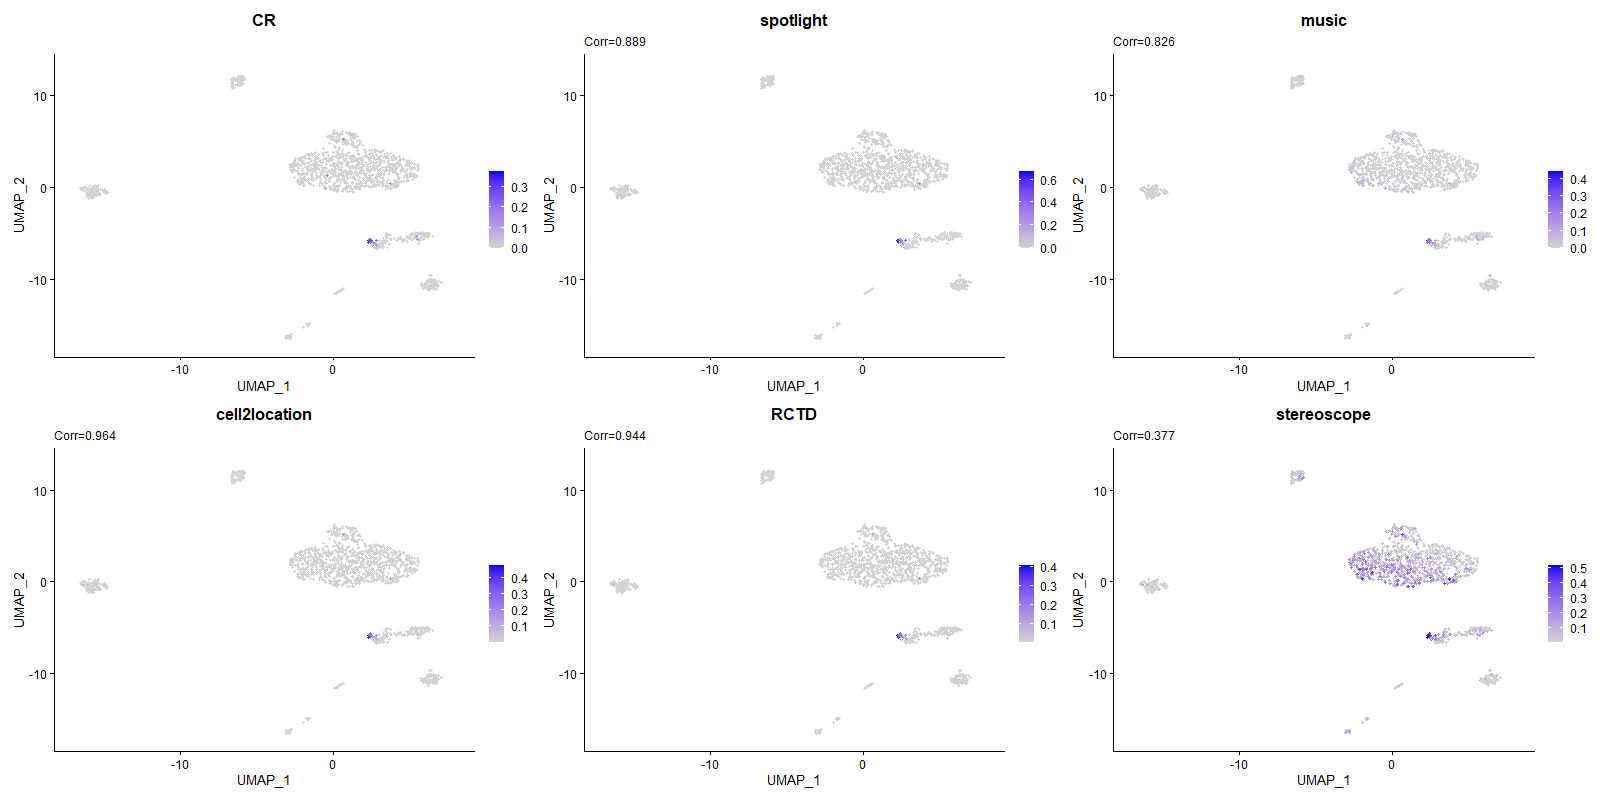 CR
10
0
-10
UMAP_2
-10
0
UMAP_1
0.3
0.2
0.1
0.0
spotlight
Corr=0.889
10
0
-10
UMAP_2
-10
0
UMAP_1
0.6
0.4
0.2
0.0
music
Corr=0.826
10
0
-10
UMAP_2
-10
0
UMAP_1
0.4
0.3
0.2
0.1
0.0
cell2location
Corr=0.964
10
0
-10
UMAP_2
-10
0
UMAP_1
0.4
0.3
0.2
0.1
RCTD
Corr=0.944
10
0
-10
UMAP_2
-10
0
UMAP_1
0.4
0.3
0.2
0.1
stereoscope
Corr=0.377
10
0
-10
UMAP_2
-10
0
UMAP_1
0.5
0.4
0.3
0.2
0.1